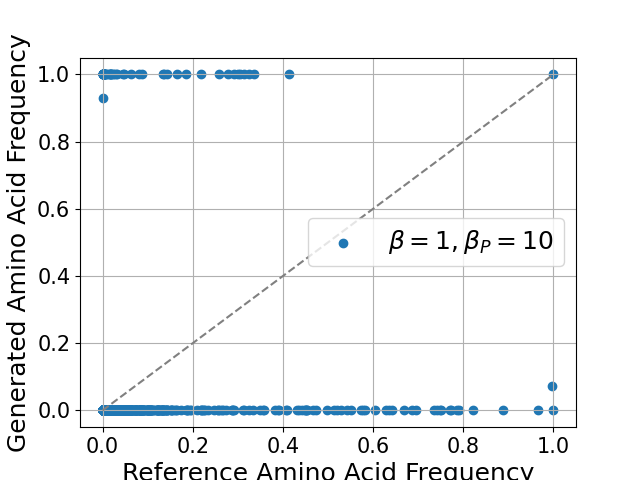 Generated Amino Acid Frequency
1.0
0.8
0.6
0.4
0.2
0.0
β = 1, β_P = 10
0.0 0.2 0.4 0.6 0.8 1.0
Reference Amino Acid Frequency